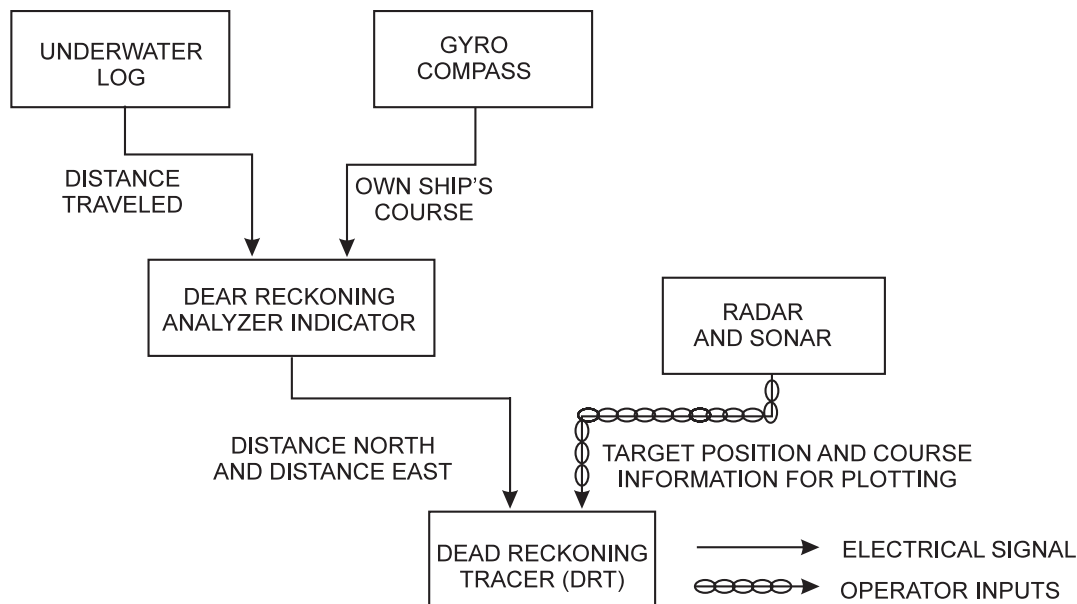 UNDERWATER
LOG
GYRO
COMPASS
DISTANCE
TRAVELED
OWN SHIP'S
COURSE
DEAR RECKONING
ANALYZER INDICATOR
RADAR
AND SONAR
DISTANCE NORTH
AND DISTANCE EAST
TARGET POSITION AND COURSE
INFORMATION FOR PLOTTING
DEAD RECKONING
TRACER (DRT)
ELECTRICAL SIGNAL
OPERATOR INPUTS